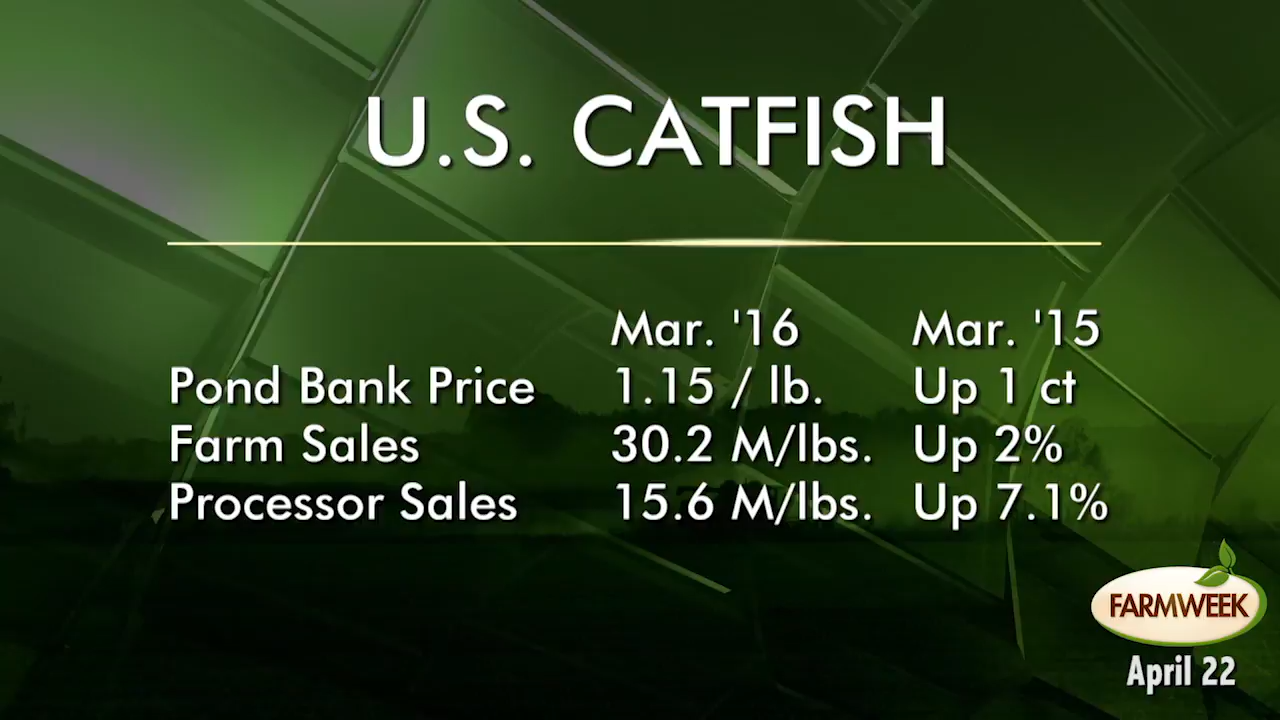 U.S. CATFISH
Mar. '16 Mar. '15
Pond Bank Price 1.15 / lb. Up 1 ct
Farm Sales 30.2 M/lbs. Up 2%
Processor Sales 15.6 M/lbs. Up 7.1%
FARMWEEK
April 22